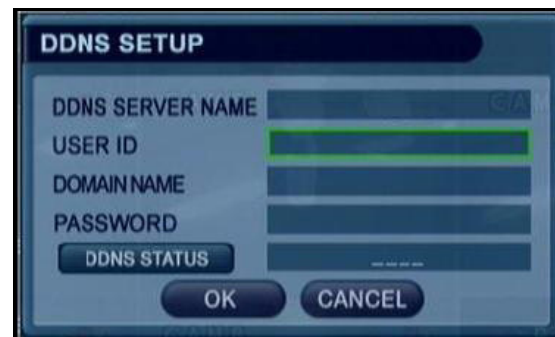 DDNS SETUP
DDNS SERVER NAME
USER ID
DOMAIN NAME
PASSWORD
DDNS STATUS ----
OK CANCEL